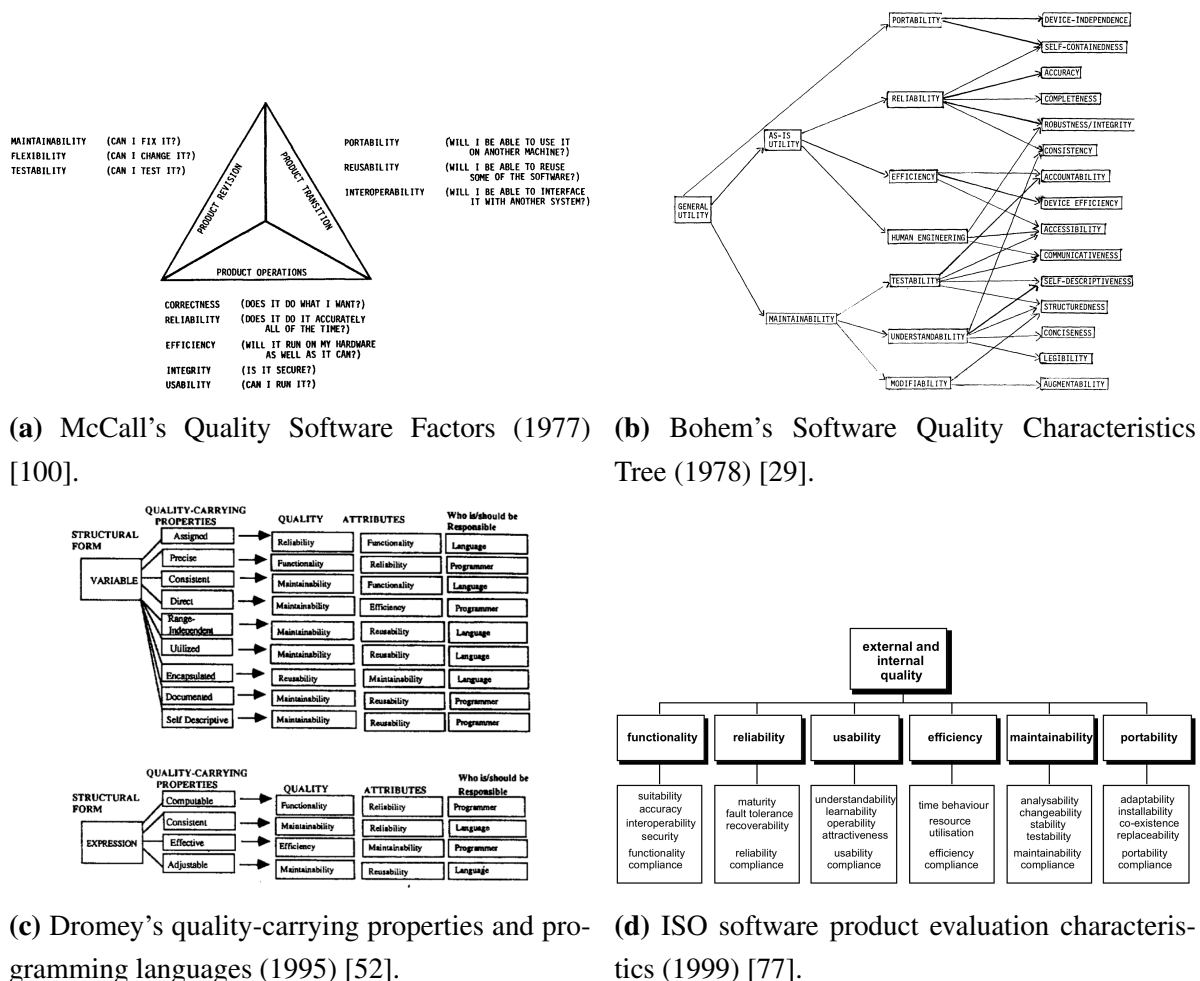 MAINTAINABILITY (CAN I FIX IT?)
FLEXIBILITY (CAN I CHANGE IT?)
TESTABILITY (CAN I TEST IT?)
PRODUCT REVISION
PRODUCT TRANSITION
PORTABILITY (WILL I BE ABLE TO USE IT
ON ANOTHER MACHINE?)
REUSABILITY (WILL I BE ABLE TO REUSE
SOME OF THE SOFTWARE?)
INTEROPERABILITY (WILL I BE ABLE TO INTERFACE
IT WITH ANOTHER SYSTEM?)
PRODUCT OPERATIONS
CORRECTNESS (DOES IT DO WHAT I WANT?)
RELIABILITY (DOES IT DO IT ACCURATELY
ALL OF THE TIME?)
EFFICIENCY (WILL IT RUN ON MY HARDWARE
AS WELL AS IT CAN?)
INTEGRITY (IS IT SECURE?)
USABILITY (CAN I RUN IT?)
(a) McCall's Quality Software Factors (1977)
[100].
GENERAL
UTILITY
AS-IS
UTILITY
MAINTAINABILITY
PORTABILITY
RELIABILITY
EFFICIENCY
HUMAN ENGINEERING
TESTABILITY
UNDERSTANDABILITY
MODIFIABILITY
DEVICE-INDEPENDENCE
SELF-CONTAINEDNESS
ACCURACY
COMPLETENESS
ROBUSTNESS/INTEGRITY
CONSISTENCY
ACCOUNTABILITY
DEVICE EFFICIENCY
ACCESSIBILITY
COMMUNICATIVENESS
SELF-DESCRIPTIVENESS
STRUCTUREDNESS
CONCISENESS
LEGIBILITY
AUGMENTABILITY
(b) Bohem's Software Quality Characteristics
Tree (1978) [29].
QUALITY-CARRYING
PROPERTIES
QUALITY ATTRIBUTES
Who is/should be
Responsible
STRUCTURAL
FORM
VARIABLE
Assigned Reliability Functionality Language
Precise Functionality Reliability Programmer
Consistent Maintainability Functionality Language
Direct Maintainability Efficiency Programmer
Range-
Independent Maintainability Reusability Language
Utilized Maintainability Reusability Language
Encapsulated Reusability Maintainability Language
Documented Maintainability Reusability Programmer
Self Descriptive Maintainability Reusability Programmer
QUALITY-CARRYING
PROPERTIES
QUALITY ATTRIBUTES
Who is/should be
Responsible
STRUCTURAL
FORM
EXPRESSION
Computable Functionality Reliability Programmer
Consistent Maintainability Reliability Language
Effective Efficiency Maintainability Programmer
Adjustable Maintainability Reusability Language
(c) Dromey's quality-carrying properties and pro-
gramming languages (1995) [52].
external and
internal
quality
functionality
suitability
accuracy
interoperability
security
functionality
compliance
reliability
maturity
fault tolerance
recoverability
reliability
compliance
usability
understandability
learnability
operability
attractiveness
usability
compliance
efficiency
time behaviour
resource
utilisation
efficiency
compliance
maintainability
analysability
changeability
stability
testability
maintainability
compliance
portability
adaptability
installability
co-existence
replaceability
portability
compliance
(d) ISO software product evaluation characteris-
tics (1999) [77].